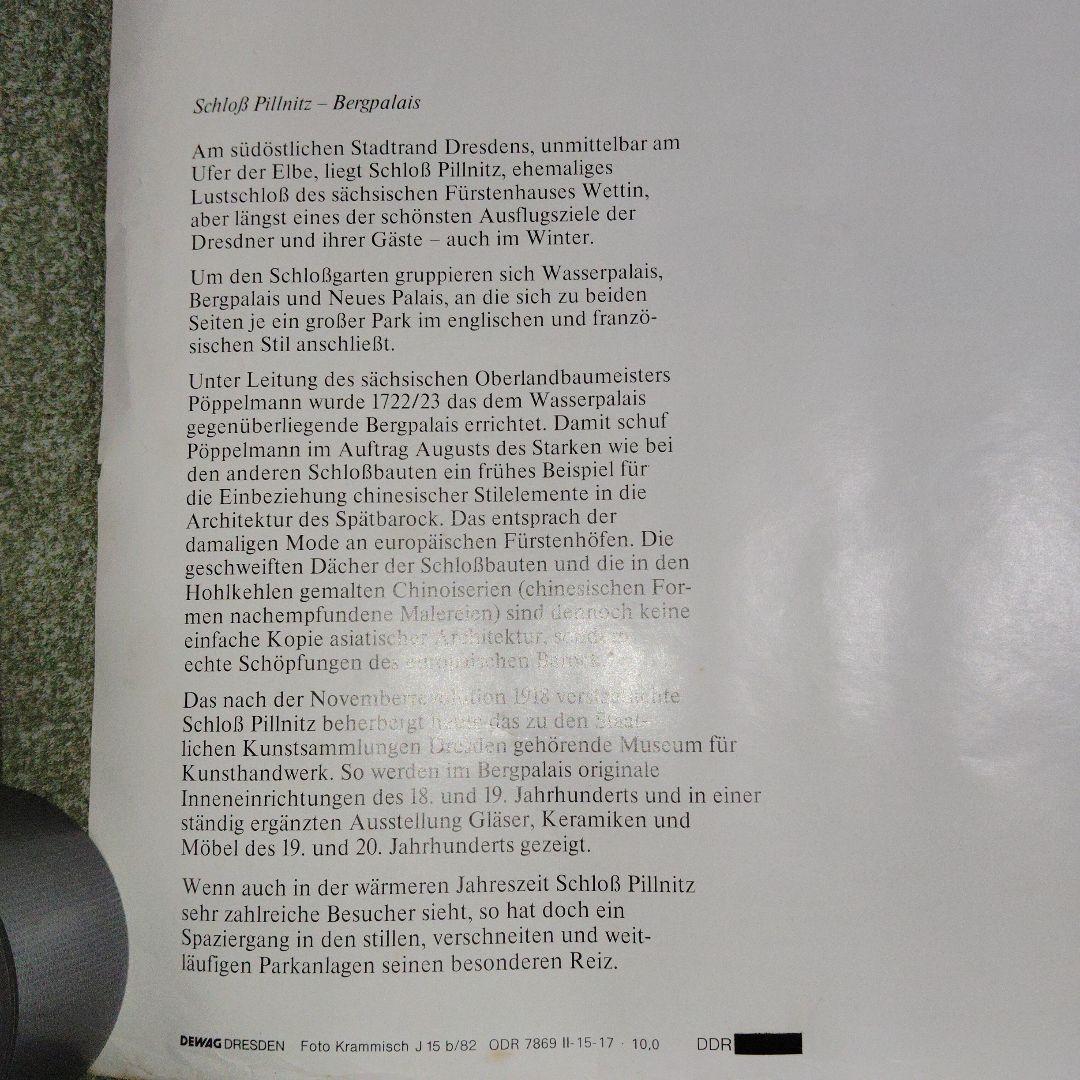 Schloß Pillnitz – Bergpalais
Am südöstlichen Stadtrand Dresdens, unmittelbar am
Ufer der Elbe, liegt Schloß Pillnitz, ehemaliges
Lustschloß des sächsischen Fürstenhauses Wettin,
aber längst eines der schönsten Ausflugsziele der
Dresdner und ihrer Gäste – auch im Winter.
Um den Schloßgarten gruppieren sich Wasserpalais,
Bergpalais und Neues Palais, an die sich zu beiden
Seiten je ein großer Park im englischen und franzö-
sischen Stil anschließt.
Unter Leitung des sächsischen Oberlandbaumeisters
Pöppelmann wurde 1722/23 das dem Wasserpalais
gegenüberliegende Bergpalais errichtet. Damit schuf
Pöppelmann im Auftrag Augusts des Starken wie bei
den anderen Schloßbauten ein frühes Beispiel für
die Einbeziehung chinesischer Stilelemente in die
Architektur des Spätbarock. Das entsprach der
damaligen Mode an europäischen Fürstenhöfen. Die
geschweiften Dächer der Schloßbauten und die in den
Hohlkehlen gemalten Chinoiserien (chinesischen For-
men nachempfundene Malereien) sind dennoch keine
einfache Kopie asiatischer Architektur, sondern
echte Schöpfungen des europäischen Barock.
Das nach der Novemberrevolution 1918 verstaatlichte
Schloß Pillnitz beherbergt heute das zu den Staat-
lichen Kunstsammlungen Dresden gehörende Museum für
Kunsthandwerk. So werden im Bergpalais originale
Inneneinrichtungen des 18. und 19. Jahrhunderts und in einer
ständig ergänzten Ausstellung Gläser, Keramiken und
Möbel des 19. und 20. Jahrhunderts gezeigt.
Wenn auch in der wärmeren Jahreszeit Schloß Pillnitz
sehr zahlreiche Besucher sieht, so hat doch ein
Spaziergang in den stillen, verschneiten und weit-
läufigen Parkanlagen seinen besonderen Reiz.
DEWAG DRESDEN Foto Krammisch J 15 b/82 ODR 7869 II-15-17 · 10,0 DDR